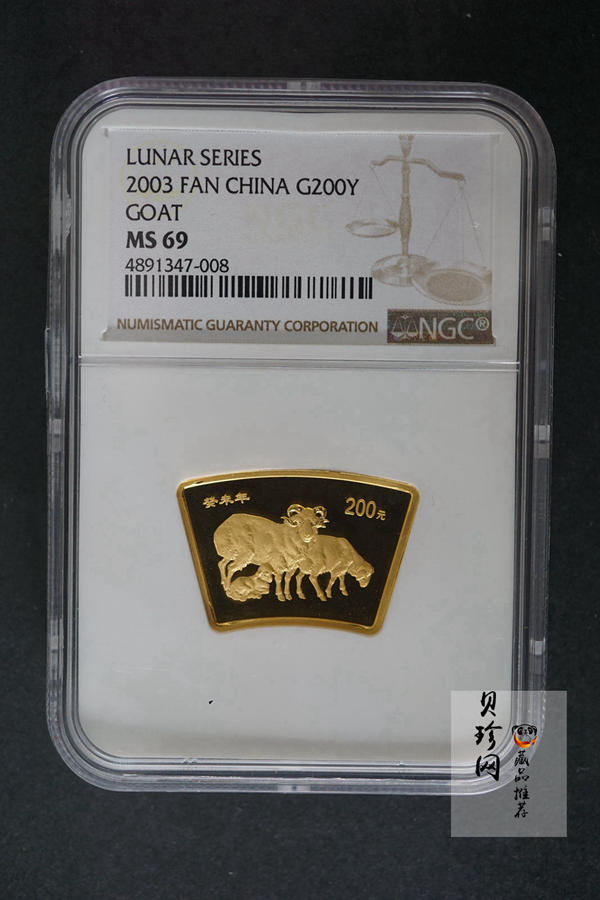 LUNAR SERIES
2003 FAN CHINA G200Y
GOAT
MS 69
4891347-008
NUMISMATIC GUARANTY CORPORATION
NGC®
癸未年
200元
贝珍网
藏品推荐